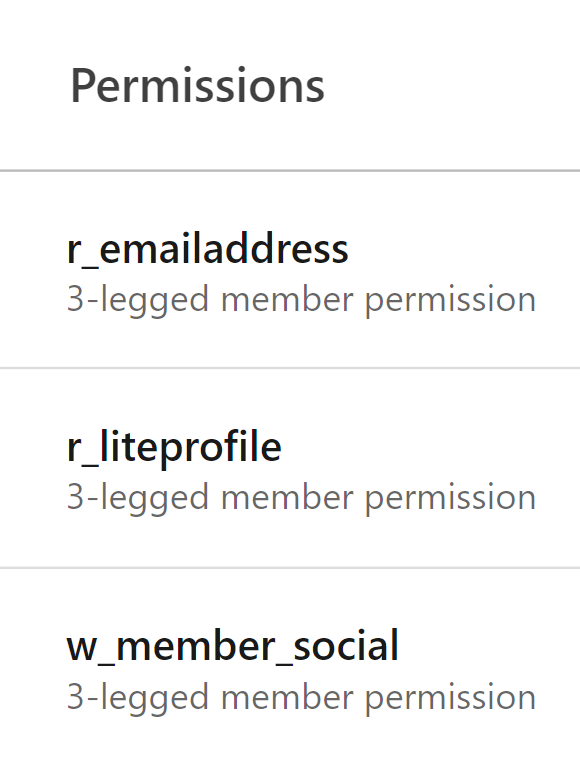 Permissions
r_emailaddress
3-legged member permission
r_liteprofile
3-legged member permission
w_member_social
3-legged member permission